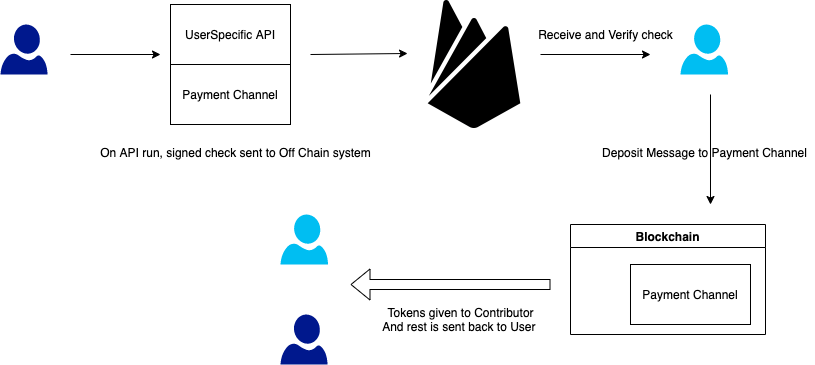 UserSpecific API
Payment Channel
Receive and Verify check
On API run, signed check sent to Off Chain system
Deposit Message to Payment Channel
Blockchain
Payment Channel
Tokens given to Contributor
And rest is sent back to User